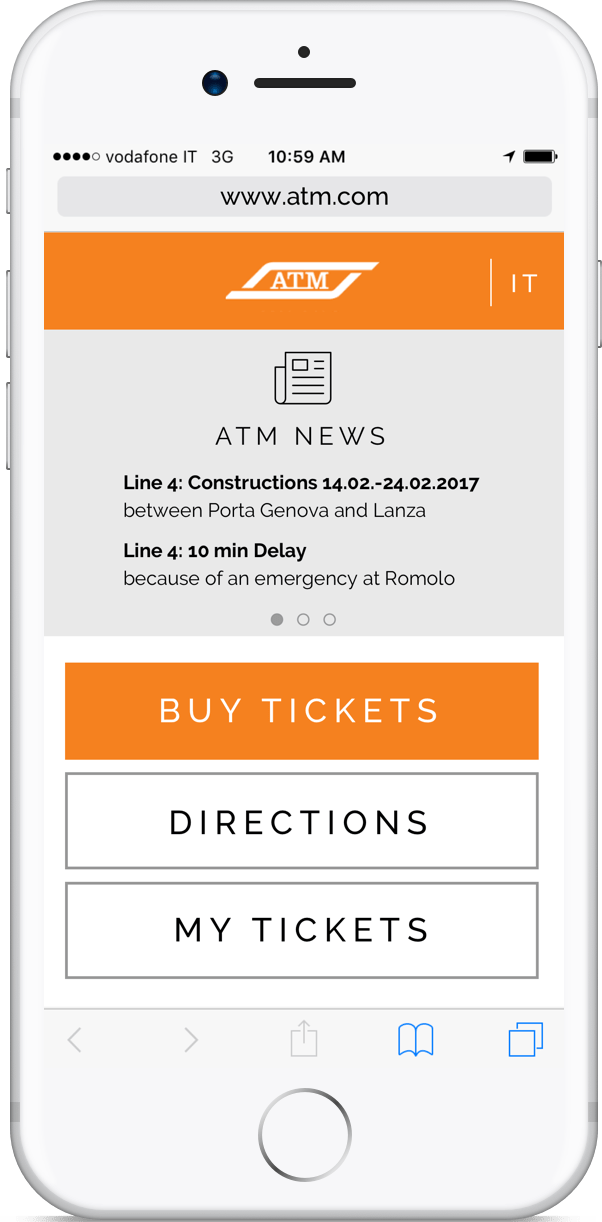 vodafone IT 3G 10:59 AM
www.atm.com
ATM
IT
ATM NEWS
Line 4: Constructions 14.02.-24.02.2017
between Porta Genova and Lanza
Line 4: 10 min Delay
because of an emergency at Romolo
BUY TICKETS
DIRECTIONS
MY TICKETS